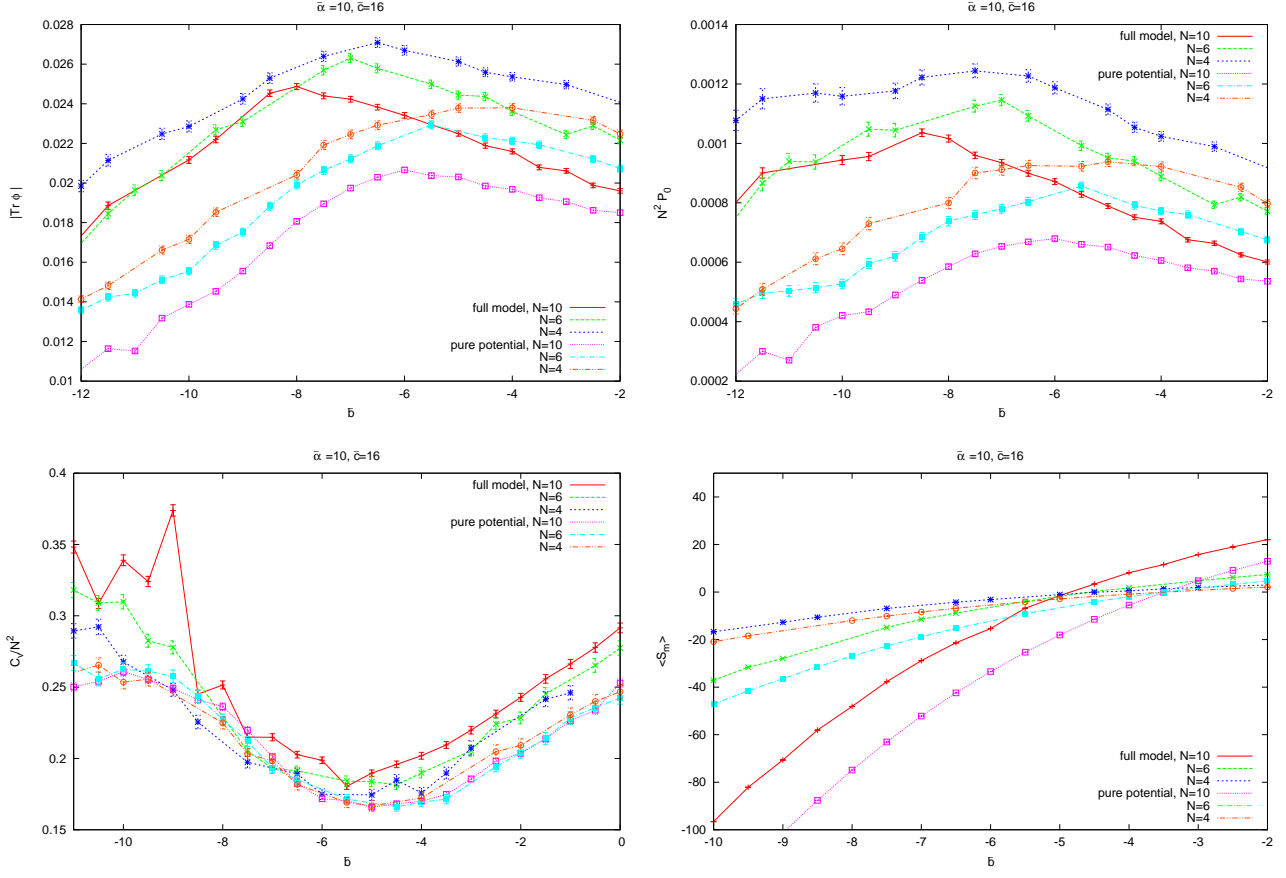 ᾱ =10, c̄=16
|Tr ϕ |
0.028
0.026
0.024
0.022
0.02
0.018
0.016
0.014
0.012
0.01
full model, N=10
N=6
N=4
pure potential, N=10
N=6
N=4
-12
-10
-8
-6
-4
-2
b̄
ᾱ =10, c̄=16
N² P₀
0.0014
0.0012
0.001
0.0008
0.0006
0.0004
0.0002
full model, N=10
N=6
N=4
pure potential, N=10
N=6
N=4
-12
-10
-8
-6
-4
-2
b̄
ᾱ =10, c̄=16
Cᵥ/N²
0.4
0.35
0.3
0.25
0.2
0.15
full model, N=10
N=6
N=4
pure potential, N=10
N=6
N=4
-10
-8
-6
-4
-2
0
b̄
ᾱ =10, c̄=16
<Sₘ>
40
20
0
-20
-40
-60
-80
-100
full model, N=10
N=6
N=4
pure potential, N=10
N=6
N=4
-10
-9
-8
-7
-6
-5
-4
-3
-2
b̄